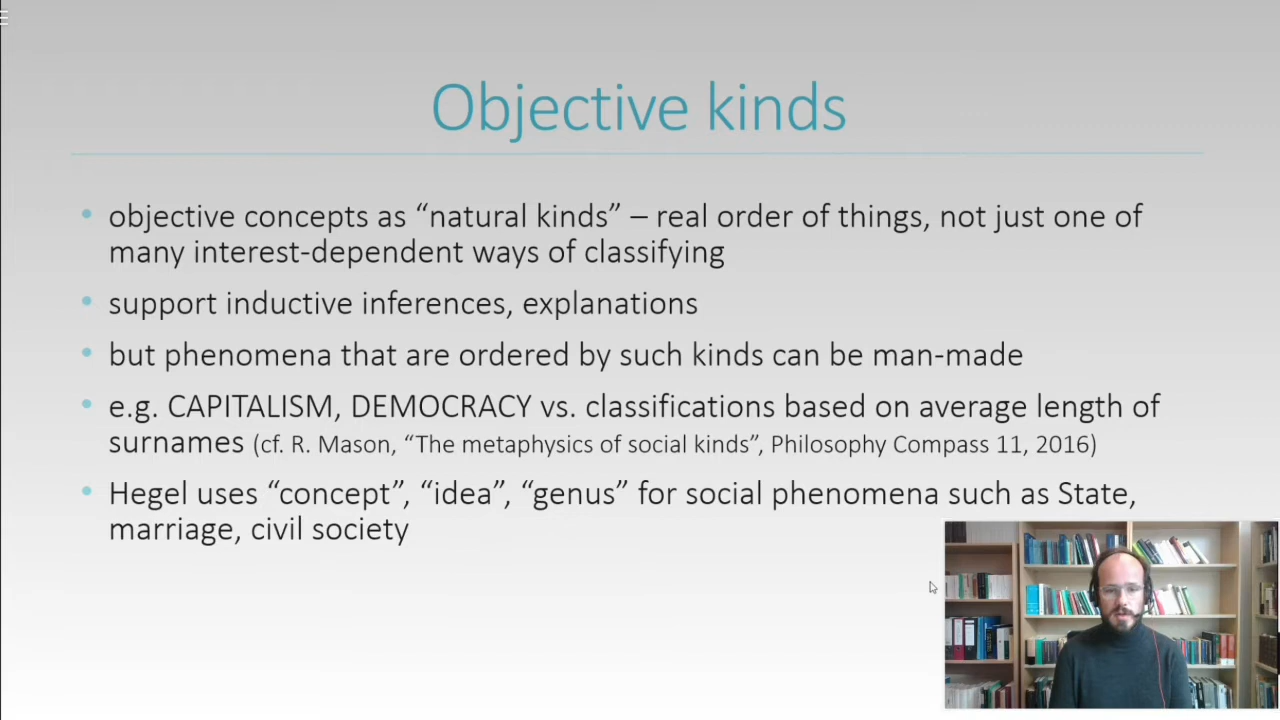 Objective kinds
• objective concepts as “natural kinds” – real order of things, not just one of
many interest-dependent ways of classifying
• support inductive inferences, explanations
• but phenomena that are ordered by such kinds can be man-made
• e.g. CAPITALISM, DEMOCRACY vs. classifications based on average length of
surnames (cf. R. Mason, “The metaphysics of social kinds”, Philosophy Compass 11, 2016)
• Hegel uses “concept”, “idea”, “genus” for social phenomena such as State,
marriage, civil society